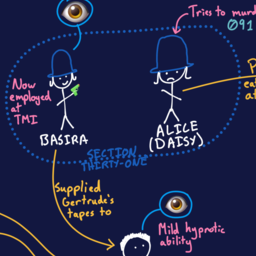 Tries to murd
091
Now
employed
at
TMI
BASIRA
ALICE
(DAISY)
SECTION
THIRTY-ONE
Supplied
Gertrude's
tapes to
Mild hypnotic
ability